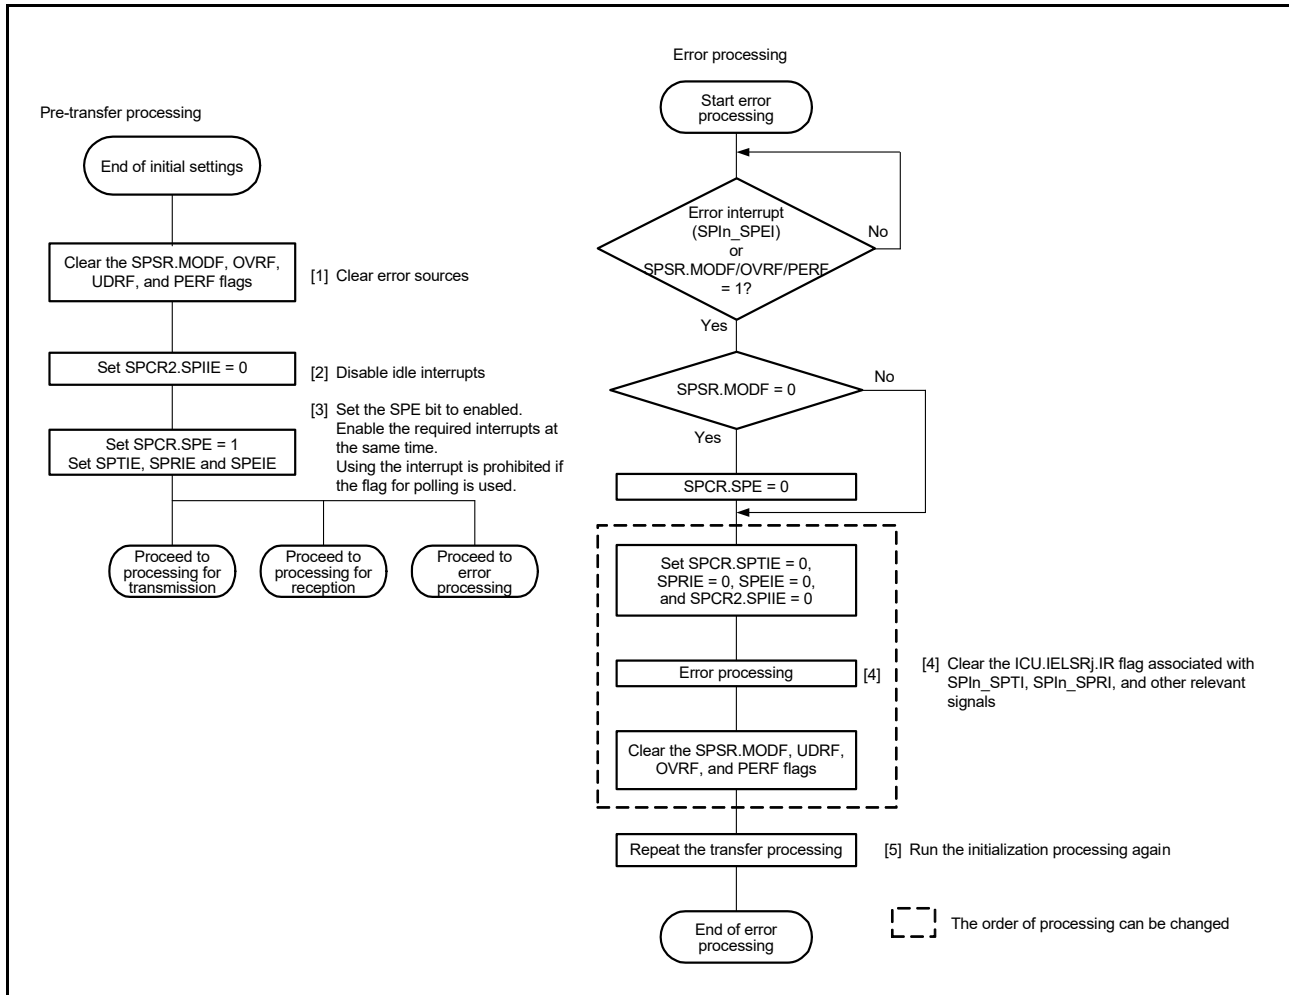 Pre-transfer processing
End of initial settings
Clear the SPSR.MODF, OVRF,
UDRF, and PERF flags
[1] Clear error sources
Set SPCR2.SPIIE = 0
[2] Disable idle interrupts
Set SPCR.SPE = 1
Set SPTIE, SPRIE and SPEIE
[3] Set the SPE bit to enabled.
Enable the required interrupts at
the same time.
Using the interrupt is prohibited if
the flag for polling is used.
Proceed to
processing for
transmission
Proceed to
processing for
reception
Proceed to
error
processing
Error processing
Start error
processing
Error interrupt
(SPIn_SPEI)
or
SPSR.MODF/OVRF/PERF
= 1?
No
Yes
SPSR.MODF = 0
No
Yes
SPCR.SPE = 0
Set SPCR.SPTIE = 0,
SPRIE = 0, SPEIE = 0,
and SPCR2.SPIIE = 0
Error processing
[4]
[4] Clear the ICU.IELSRj.IR flag associated with
SPIn_SPTI, SPIn_SPRI, and other relevant
signals
Clear the SPSR.MODF, UDRF,
OVRF, and PERF flags
Repeat the transfer processing
[5] Run the initialization processing again
End of error
processing
The order of processing can be changed